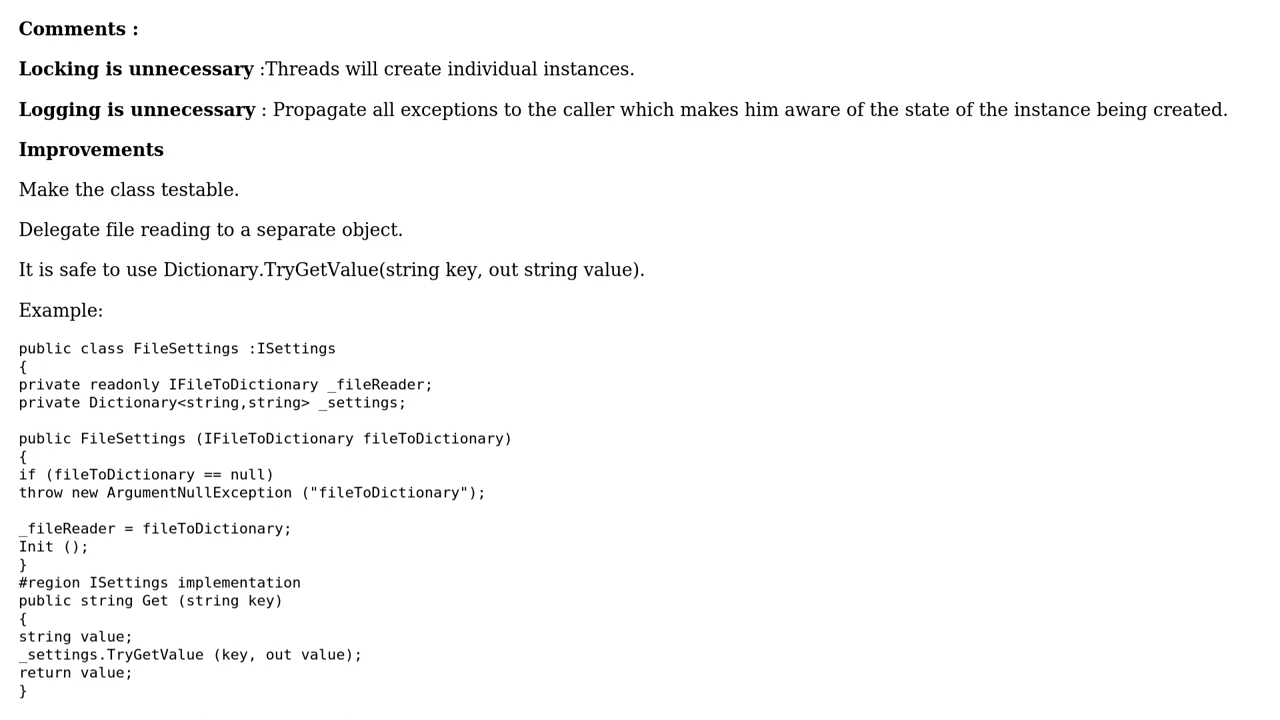 Comments :
Locking is unnecessary :Threads will create individual instances.
Logging is unnecessary : Propagate all exceptions to the caller which makes him aware of the state of the instance being created.
Improvements
Make the class testable.
Delegate file reading to a separate object.
It is safe to use Dictionary.TryGetValue(string key, out string value).
Example:
public class FileSettings :ISettings
{
private readonly IFileToDictionary _fileReader;
private Dictionary<string,string> _settings;
public FileSettings (IFileToDictionary fileToDictionary)
{
if (fileToDictionary == null)
throw new ArgumentNullException ("fileToDictionary");
_fileReader = fileToDictionary;
Init ();
}
#region ISettings implementation
public string Get (string key)
{
string value;
_settings.TryGetValue (key, out value);
return value;
}